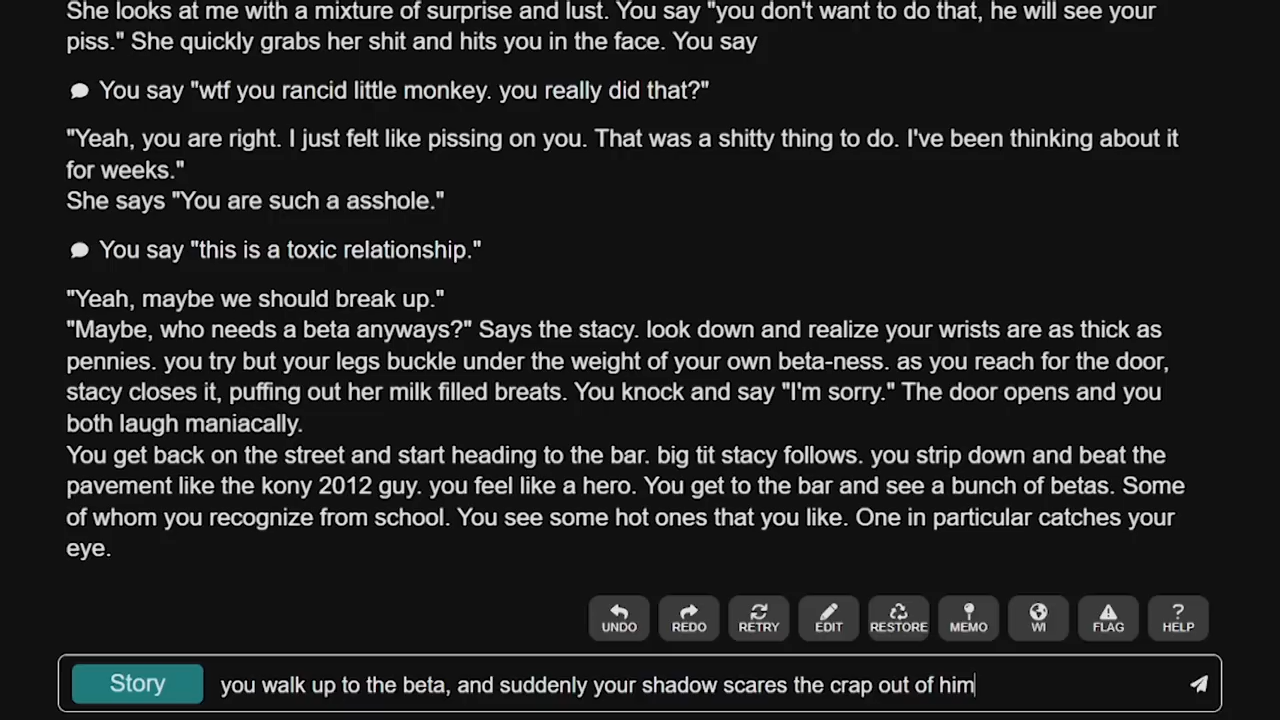 She looks at me with a mixture of surprise and lust. You say "you don't want to do that, he will see your
piss." She quickly grabs her shit and hits you in the face. You say
You say "wtf you rancid little monkey. you really did that?"
"Yeah, you are right. I just felt like pissing on you. That was a shitty thing to do. I've been thinking about it
for weeks."
She says "You are such a asshole."
You say "this is a toxic relationship."
"Yeah, maybe we should break up."
"Maybe, who needs a beta anyways?" Says the stacy. look down and realize your wrists are as thick as
pennies. you try but your legs buckle under the weight of your own beta-ness. as you reach for the door,
stacy closes it, puffing out her milk filled breats. You knock and say "I'm sorry." The door opens and you
both laugh maniacally.
You get back on the street and start heading to the bar. big tit stacy follows. you strip down and beat the
pavement like the kony 2012 guy. you feel like a hero. You get to the bar and see a bunch of betas. Some
of whom you recognize from school. You see some hot ones that you like. One in particular catches your
eye.
UNDO REDO RETRY EDIT RESTORE MEMO WI FLAG HELP
Story you walk up to the beta, and suddenly your shadow scares the crap out of him